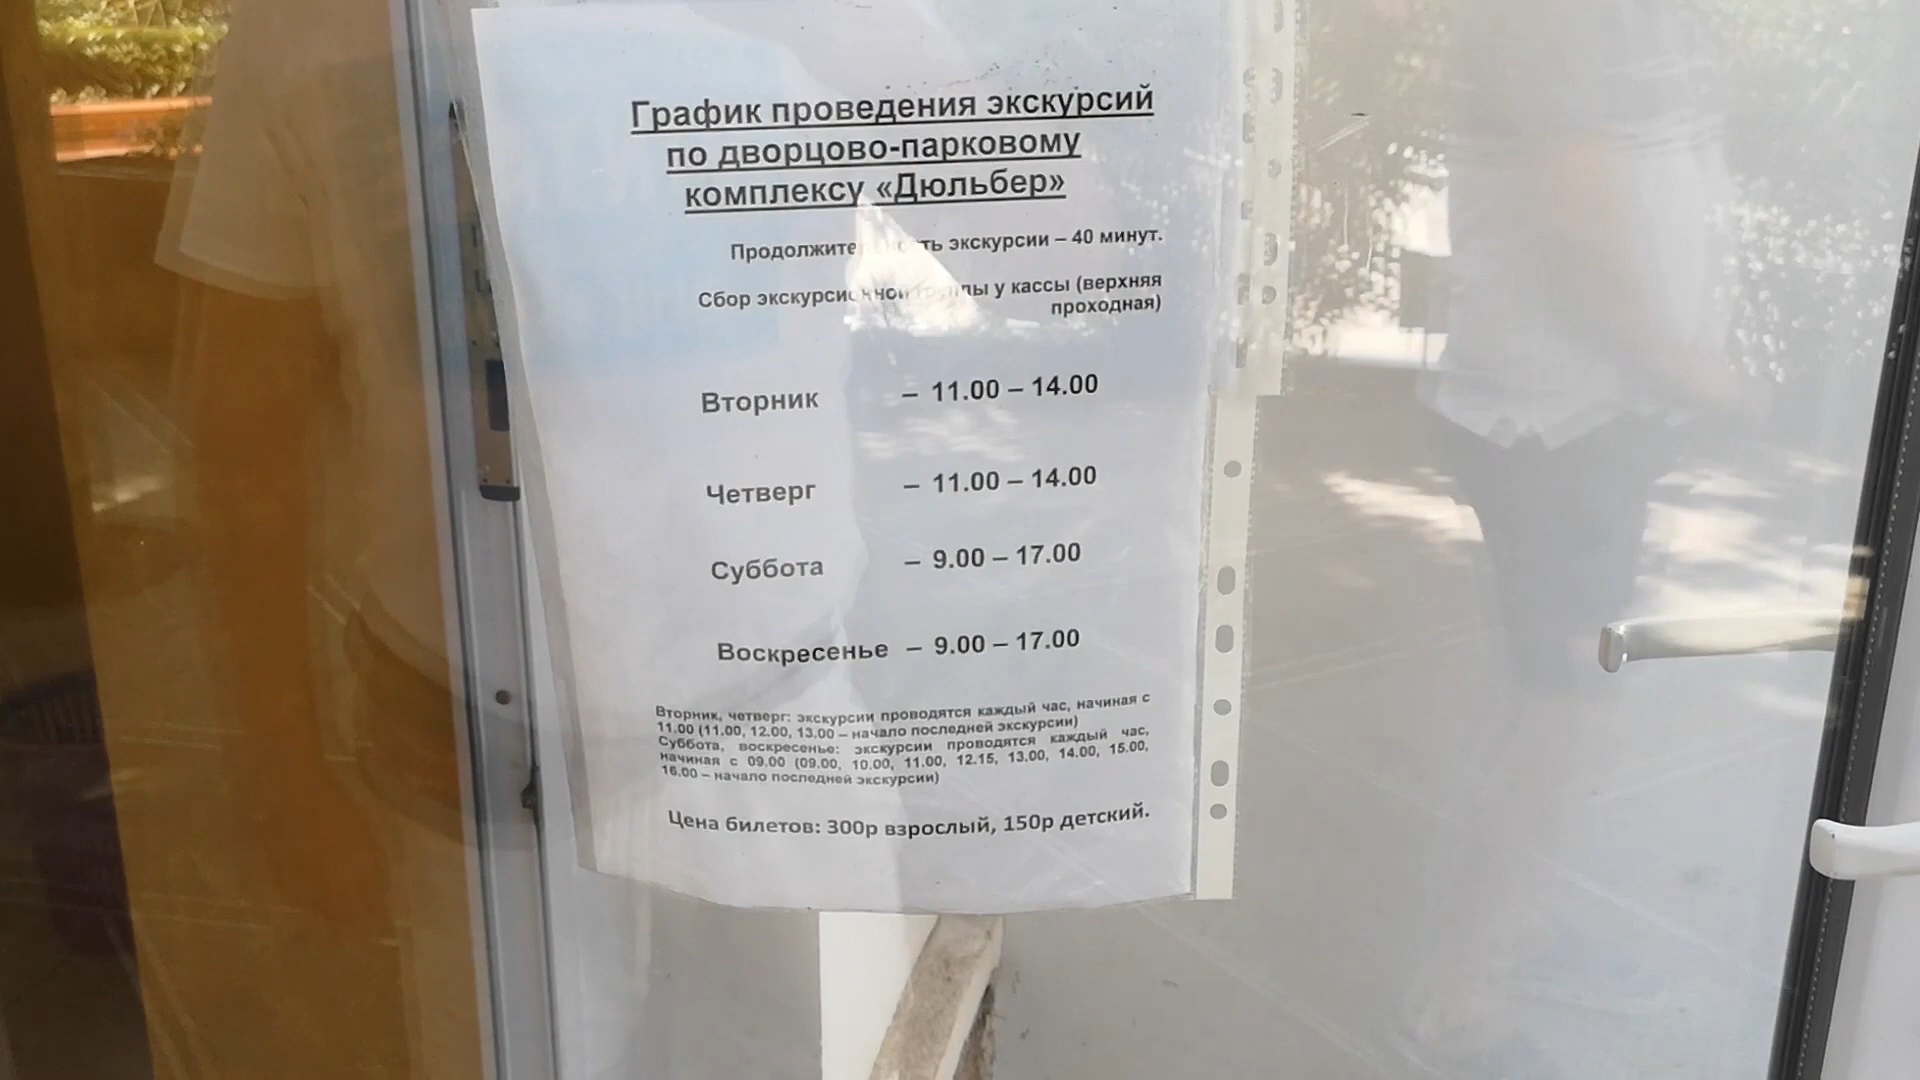 График проведения экскурсий
по дворцово-парковому
комплексу «Дюльбер»
Продолжительность экскурсии – 40 минут.
Сбор экскурсионной группы у кассы (верхняя
проходная)
Вторник – 11.00 – 14.00
Четверг – 11.00 – 14.00
Суббота – 9.00 – 17.00
Воскресенье – 9.00 – 17.00
Вторник, четверг: экскурсии проводятся каждый час, начиная с
11.00 (11.00, 12.00, 13.00 – начало последней экскурсии)
Суббота, воскресенье: экскурсии проводятся каждый час,
начиная с 09.00 (09.00, 10.00, 11.00, 12.15, 13.00, 14.00, 15.00,
16.00 – начало последней экскурсии)
Цена билетов: 300р взрослый, 150р детский.